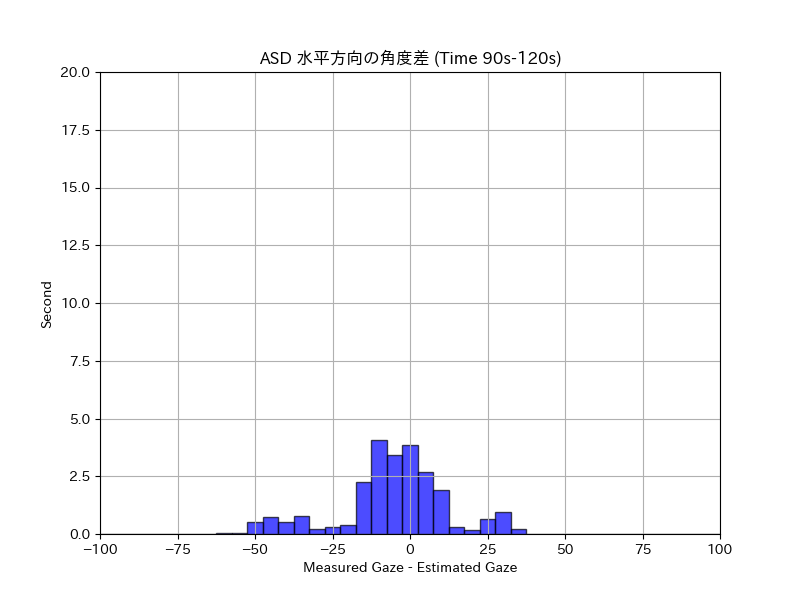 ASD 水平方向の角度差 (Time 90s-120s)
20.0
17.5
15.0
12.5
10.0
7.5
5.0
2.5
0.0
Second
−100 −75 −50 −25 0 25 50 75 100
Measured Gaze - Estimated Gaze